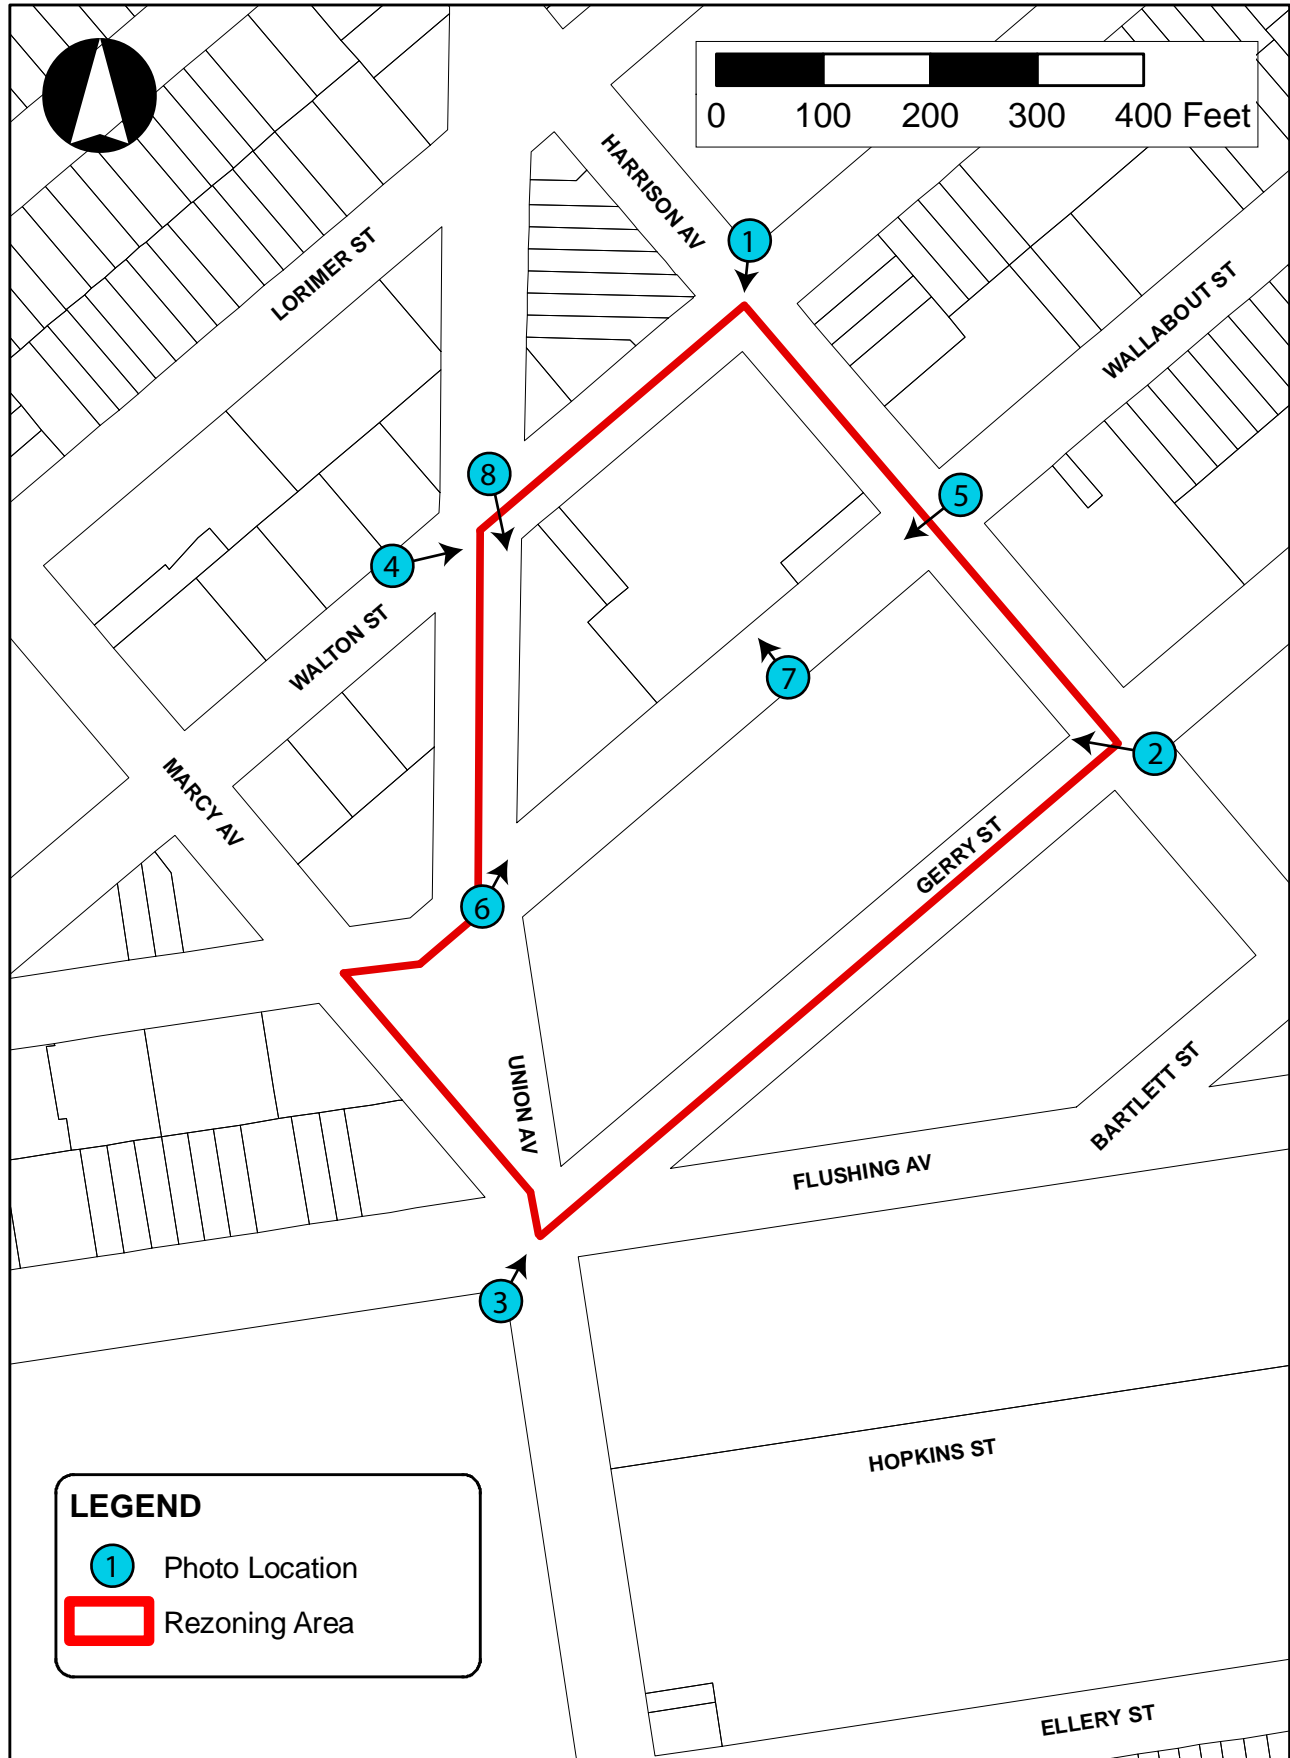 0 100 200 300 400 Feet
HARRISON AV
1
LORIMER ST
WALLABOUT ST
8
5
4
WALTON ST
7
2
MARCY AV
GERRY ST
6
UNION AV
BARTLETT ST
FLUSHING AV
3
HOPKINS ST
LEGEND
1 Photo Location
Rezoning Area
ELLERY ST